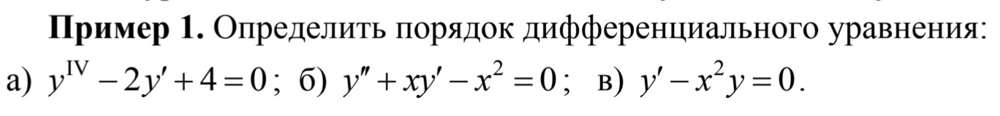 Пример 1. Определить порядок дифференциального уравнения:
а) y^IV − 2y′ + 4 = 0; б) y″ + xy′ − x² = 0; в) y′ − x²y = 0.